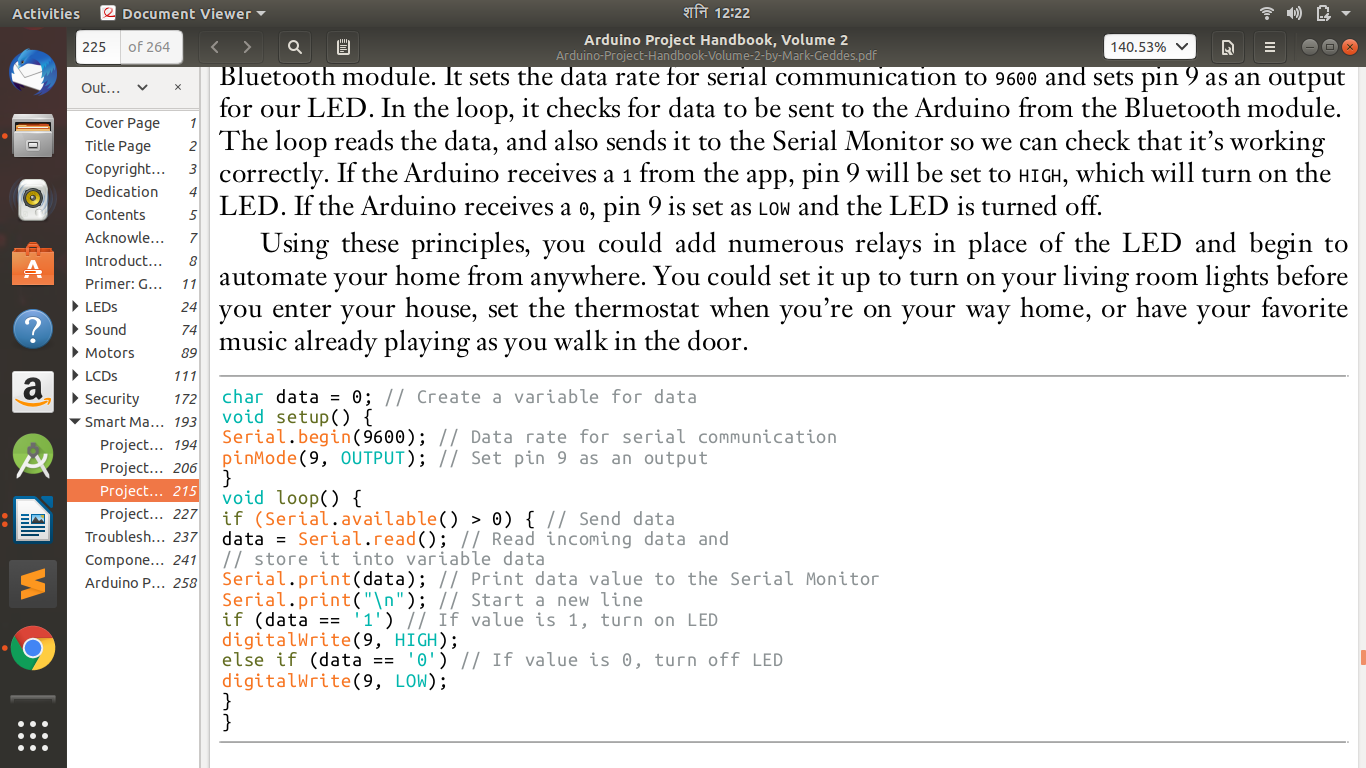 Activities
Document Viewer
शनि 12:22
225 of 264
Arduino Project Handbook, Volume 2
Arduino-Project-Handbook-Volume-2-by-Mark-Geddes.pdf
140.53%
Out…
Cover Page 1
Title Page 2
Copyright… 3
Dedication 4
Contents 5
Acknowle… 7
Introduct… 8
Primer: G… 11
LEDs 24
Sound 74
Motors 89
LCDs 111
Security 172
Smart Ma… 193
Project… 194
Project… 206
Project… 215
Project… 227
Troublesh… 237
Compone… 241
Arduino P… 258
Bluetooth module. It sets the data rate for serial communication to 9600 and sets pin 9 as an output
for our LED. In the loop, it checks for data to be sent to the Arduino from the Bluetooth module.
The loop reads the data, and also sends it to the Serial Monitor so we can check that it’s working
correctly. If the Arduino receives a 1 from the app, pin 9 will be set to HIGH, which will turn on the
LED. If the Arduino receives a 0, pin 9 is set as LOW and the LED is turned off.
Using these principles, you could add numerous relays in place of the LED and begin to
automate your home from anywhere. You could set it up to turn on your living room lights before
you enter your house, set the thermostat when you’re on your way home, or have your favorite
music already playing as you walk in the door.
char data = 0; // Create a variable for data
void setup() {
Serial.begin(9600); // Data rate for serial communication
pinMode(9, OUTPUT); // Set pin 9 as an output
}
void loop() {
if (Serial.available() > 0) { // Send data
data = Serial.read(); // Read incoming data and
// store it into variable data
Serial.print(data); // Print data value to the Serial Monitor
Serial.print("\n"); // Start a new line
if (data == '1') // If value is 1, turn on LED
digitalWrite(9, HIGH);
else if (data == '0') // If value is 0, turn off LED
digitalWrite(9, LOW);
}
}